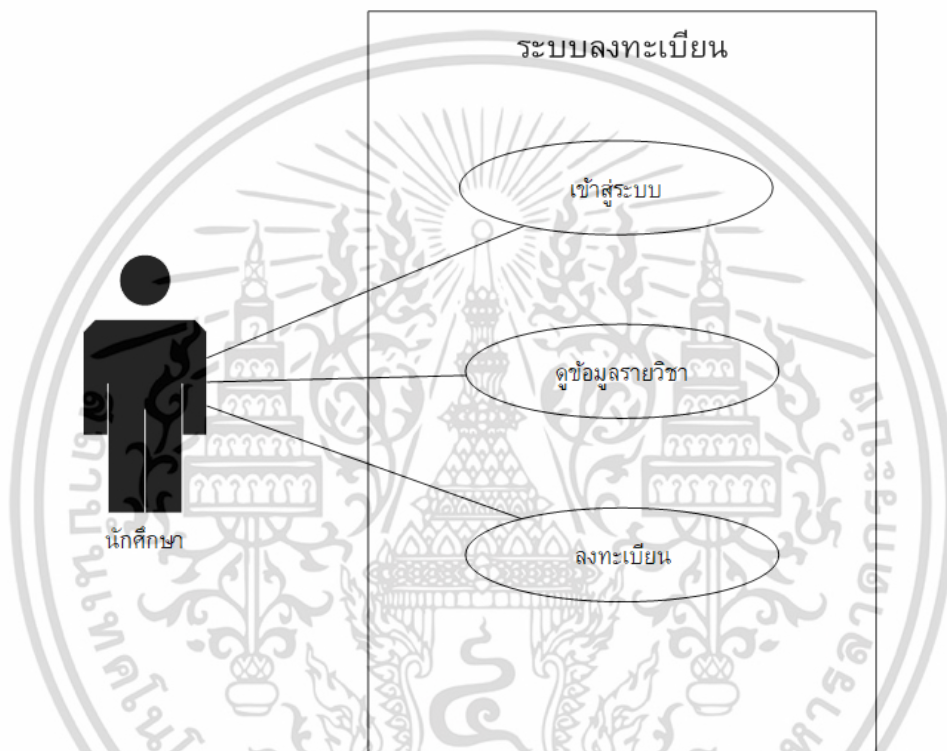 ระบบลงทะเบียน
เข้าสู่ระบบ
ดูข้อมูลรายวิชา
นักศึกษา
ลงทะเบียน